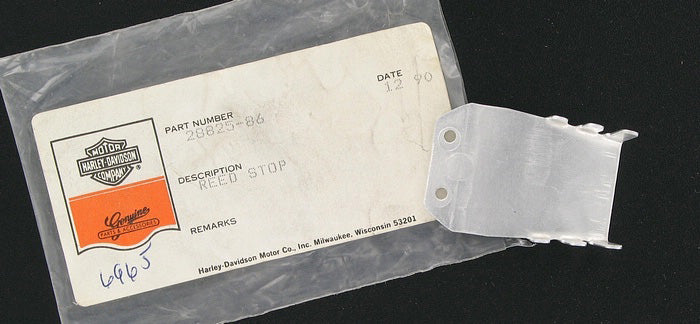 DATE
12 90
PART NUMBER
28825-86
DESCRIPTION
REED STOP
REMARKS
MOTOR
HARLEY-DAVIDSON
COMPANY
®
Genuine
PARTS & ACCESSORIES
Harley-Davidson Motor Co., Inc. Milwaukee, Wisconsin 53201
6965